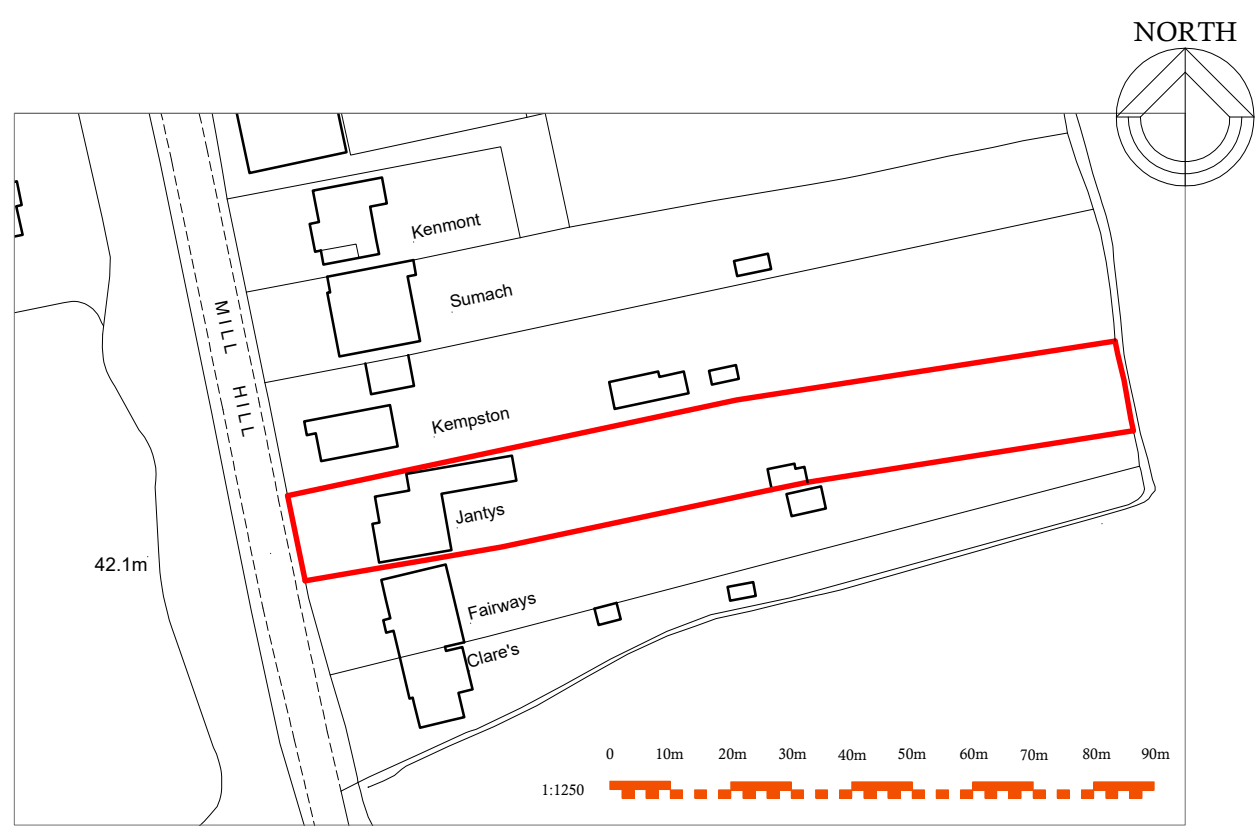 NORTH
Kenmont
Sumach
MILL HILL
Kempston
Jantys
42.1m
Fairways
Clare's
0 10m 20m 30m 40m 50m 60m 70m 80m 90m
1:1250